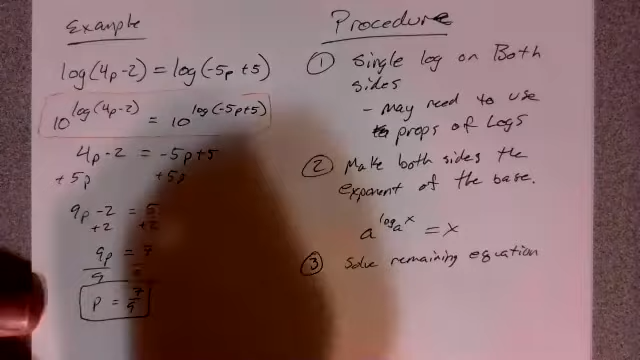 Example
log(4p-2) = log(-5p+5)
10^log(4p-2) = 10^log(-5p+5)
4p-2 = -5p+5
+5p +5p
9p-2 = 5
+2 +2
9p = 7
9
p = 7/9
Procedure
① Single log on Both
sides
- may need to use
props of Logs
② Make both sides the
exponent of the base.
a^log_a x = x
③ Solve remaining equation